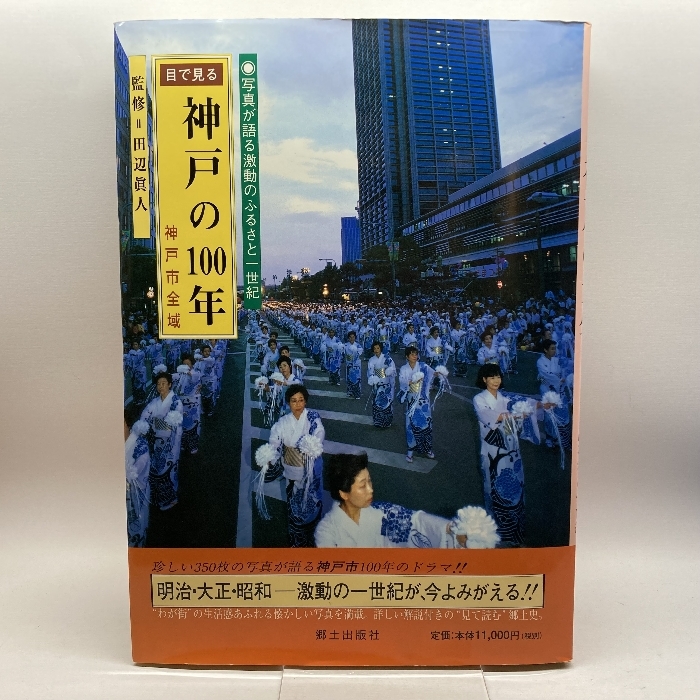 ◉写真が語る激動のふるさと一世紀
目で見る
神戸の100年
神戸市全域
監修＝田辺眞人
珍しい350枚の写真が語る神戸市100年のドラマ!!
明治・大正・昭和──激動の一世紀が、今よみがえる!!
"わが街"の生活感あふれる懐かしい写真を満載。詳しい解説付きの"見て読む"郷土史。
郷土出版社
定価:本体11,000円(税別)